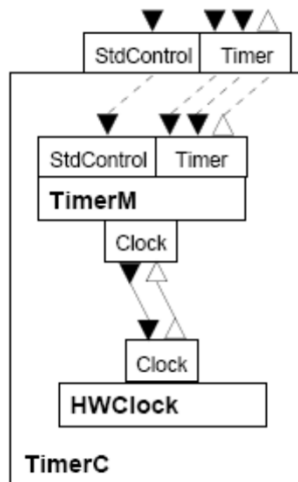 StdControl Timer
StdControl Timer
TimerM
Clock
Clock
HWClock
TimerC